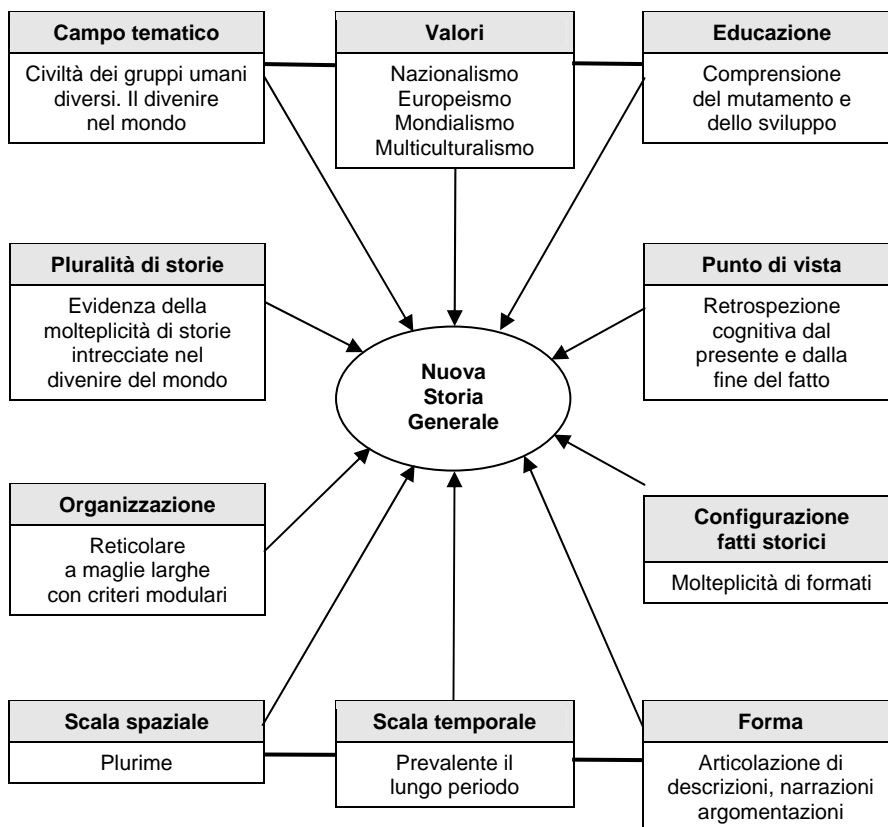 Campo tematico
Civiltà dei gruppi umani
diversi. Il divenire
nel mondo
Valori
Nazionalismo
Europeismo
Mondialismo
Multiculturalismo
Educazione
Comprensione
del mutamento e
dello sviluppo
Pluralità di storie
Evidenza della
molteplicità di storie
intrecciate nel
divenire del mondo
Nuova
Storia
Generale
Punto di vista
Retrospezione
cognitiva dal
presente e dalla
fine del fatto
Organizzazione
Reticolare
a maglie larghe
con criteri modulari
Configurazione
fatti storici
Molteplicità di formati
Scala spaziale
Plurime
Scala temporale
Prevalente il
lungo periodo
Forma
Articolazione di
descrizioni, narrazioni
argomentazioni